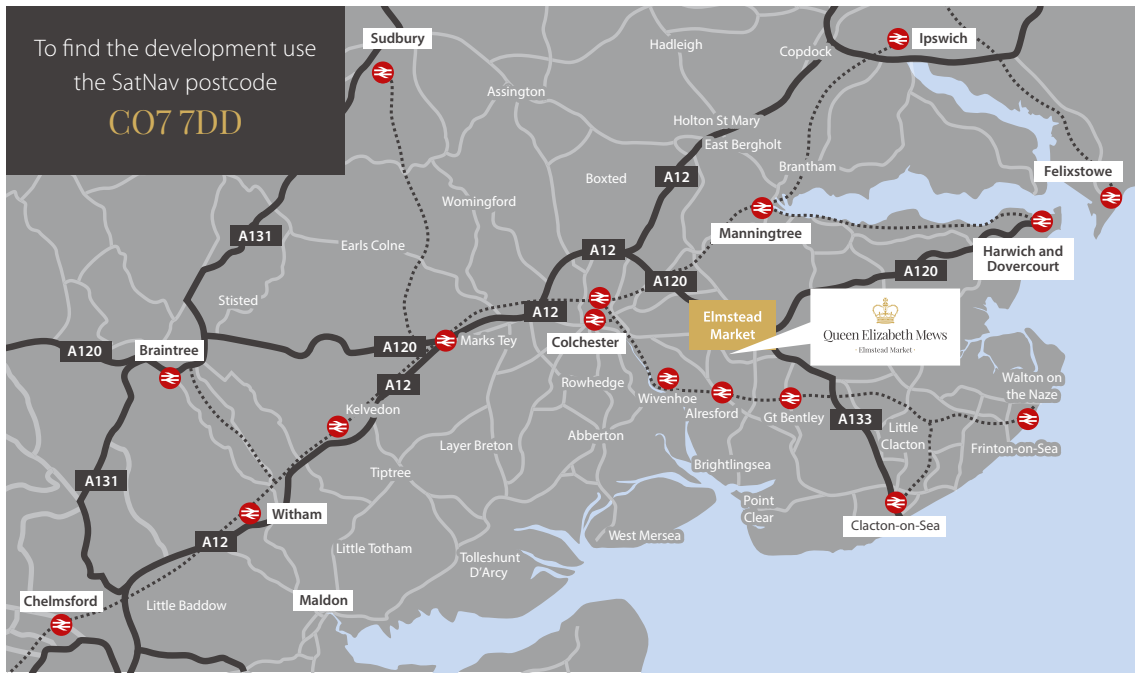 To find the development use
the SatNav postcode
CO7 7DD
Sudbury
Hadleigh
Copdock
Ipswich
Assington
Holton St Mary
East Bergholt
Brantham
Felixstowe
A12
Boxted
Womingford
Manningtree
A131
Earls Colne
A12
Harwich and
Dovercourt
A120
A120
Stisted
A12
Elmstead
Market
Queen Elizabeth Mews
· Elmstead Market ·
Marks Tey
Colchester
A120
Braintree
A120
A12
Rowhedge
Wivenhoe
Alresford
Gt Bentley
A133
Walton on
the Naze
Kelvedon
Little
Clacton
Abberton
Layer Breton
Frinton-on-Sea
Tiptree
Brightlingsea
A131
Point
Clear
Witham
Clacton-on-Sea
A12
West Mersea
Little Totham
Tolleshunt
D'Arcy
Chelmsford
Little Baddow
Maldon